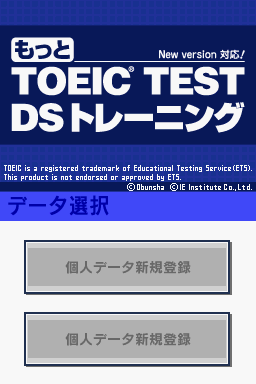 もっと
New version 対応!
TOEIC® TEST
DSトレーニング
TOEIC is a registered trademark of Educational Testing Service(ETS).
This product is not endorsed or approved by ETS.
©Obunsha ©IE Institute Co.,Ltd.
データ選択
個人データ新規登録
個人データ新規登録